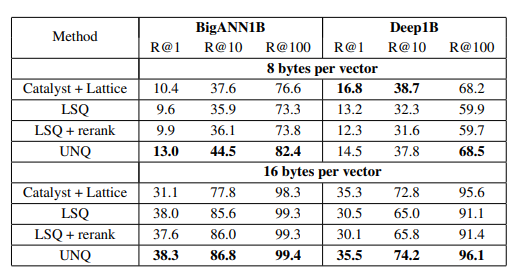 Method BigANN1B Deep1B
R@1 R@10 R@100 R@1 R@10 R@100
8 bytes per vector
Catalyst + Lattice 10.4 37.6 76.6 16.8 38.7 68.2
LSQ 9.6 35.9 73.3 13.2 32.3 59.9
LSQ + rerank 9.9 36.1 73.8 12.3 31.6 59.7
UNQ 13.0 44.5 82.4 14.5 37.8 68.5
16 bytes per vector
Catalyst + Lattice 31.1 77.8 98.3 35.3 72.8 95.6
LSQ 38.0 85.6 99.3 30.5 65.0 91.1
LSQ + rerank 37.6 86.0 99.3 30.1 65.8 91.4
UNQ 38.3 86.8 99.4 35.5 74.2 96.1